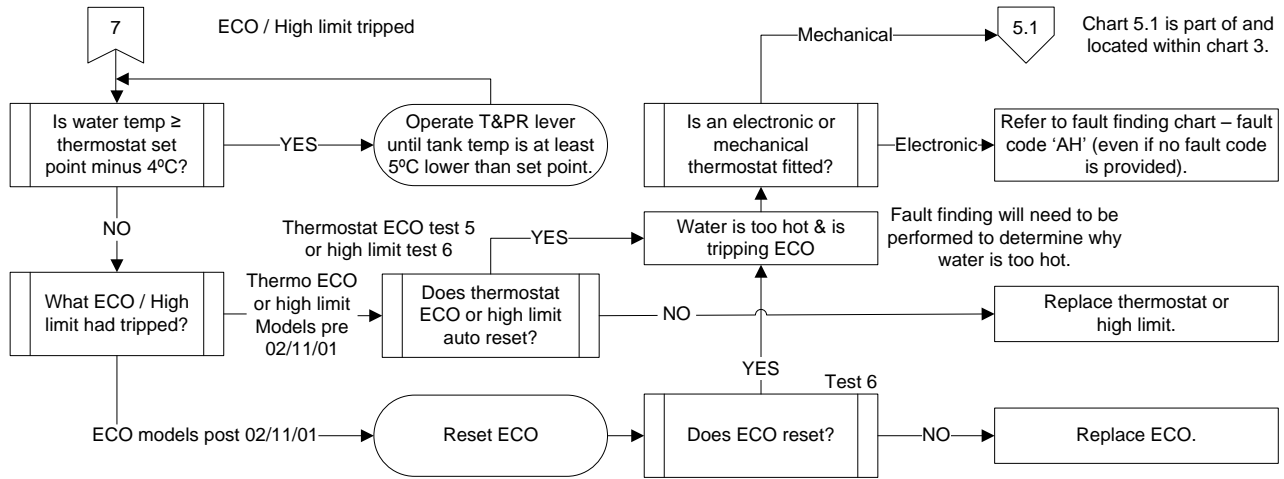 7
ECO / High limit tripped
Mechanical
5.1
Chart 5.1 is part of and
located within chart 3.
Is water temp ≥
thermostat set
point minus 4ºC?
YES
Operate T&PR lever
until tank temp is at least
5ºC lower than set point.
Is an electronic or
mechanical
thermostat fitted?
Electronic
Refer to fault finding chart – fault
code ‘AH’ (even if no fault code
is provided).
NO
Thermostat ECO test 5
or high limit test 6
YES
Water is too hot & is
tripping ECO
Fault finding will need to be
performed to determine why
water is too hot.
What ECO / High
limit had tripped?
Thermo ECO
or high limit
Models pre
02/11/01
Does thermostat
ECO or high limit
auto reset?
NO
Replace thermostat or
high limit.
YES
Test 6
ECO models post 02/11/01
Reset ECO
Does ECO reset?
NO
Replace ECO.